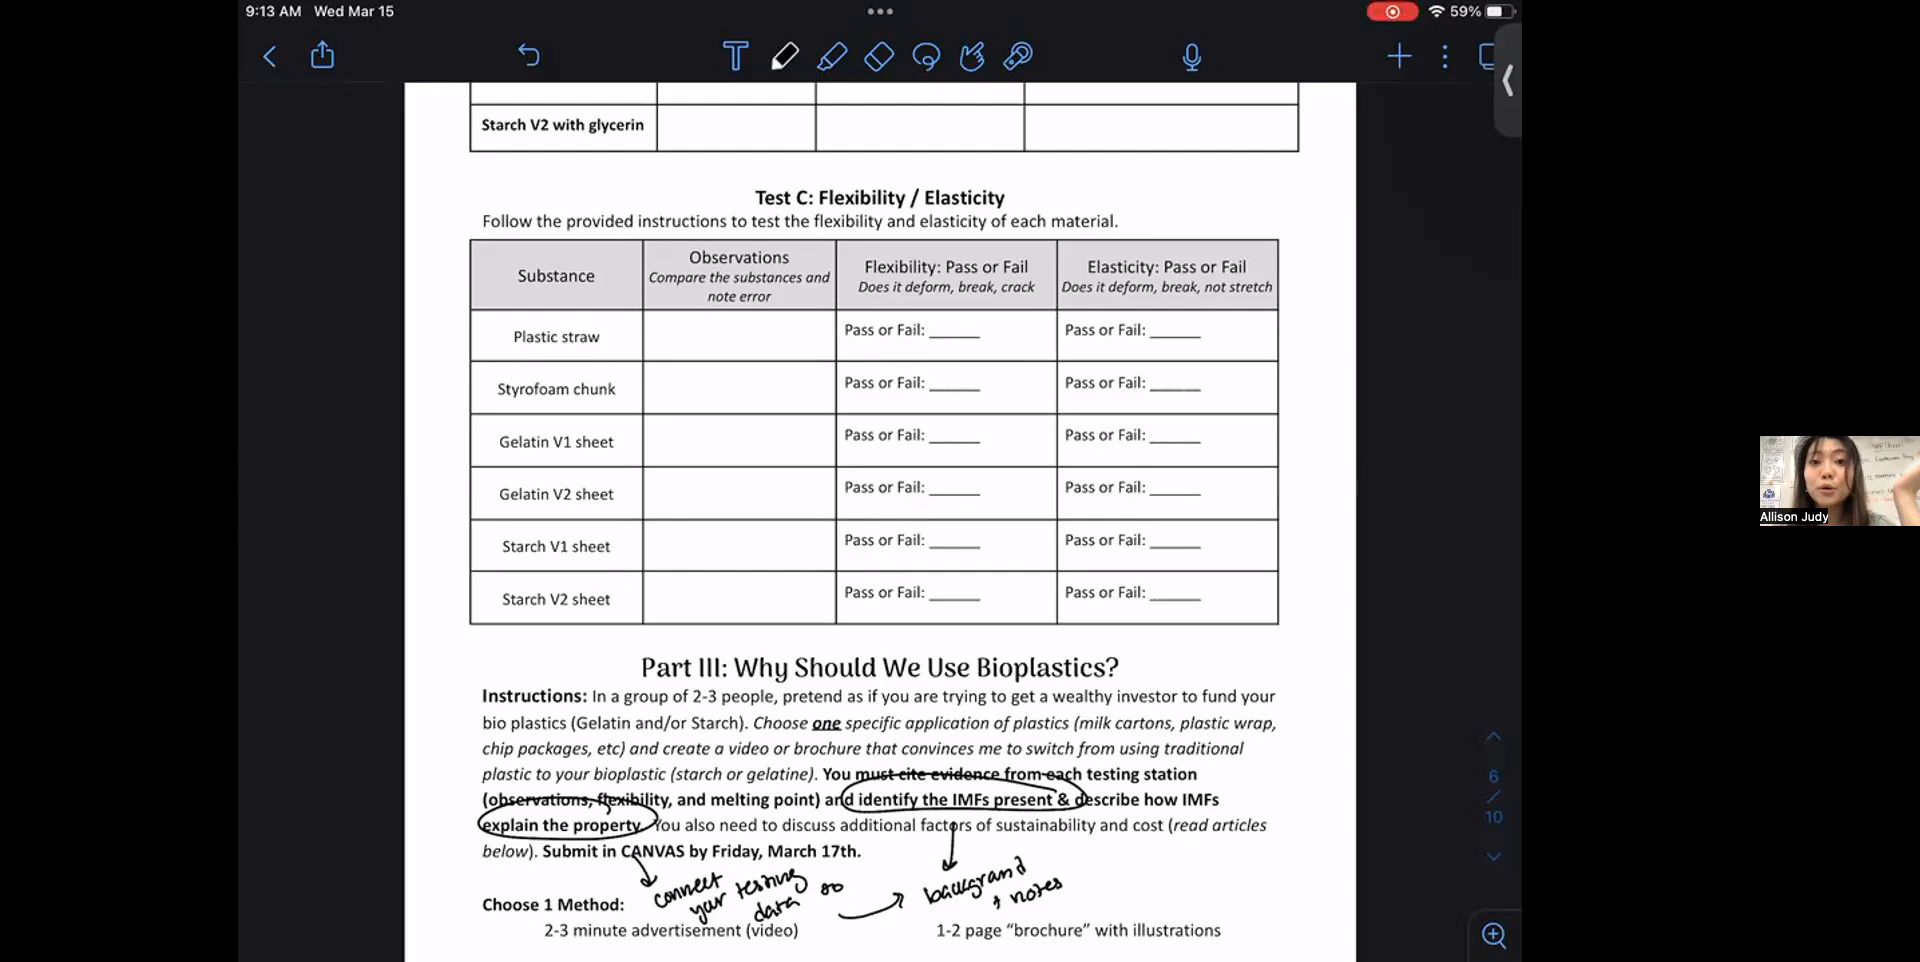 9:13 AM Wed Mar 15
59%
Starch V2 with glycerin
Test C: Flexibility / Elasticity
Follow the provided instructions to test the flexibility and elasticity of each material.
Substance
Observations
Compare the substances and
note error
Flexibility: Pass or Fail
Does it deform, break, crack
Elasticity: Pass or Fail
Does it deform, break, not stretch
Plastic straw
Pass or Fail: ______
Pass or Fail: ______
Styrofoam chunk
Pass or Fail: ______
Pass or Fail: ______
Gelatin V1 sheet
Pass or Fail: ______
Pass or Fail: ______
Gelatin V2 sheet
Pass or Fail: ______
Pass or Fail: ______
Starch V1 sheet
Pass or Fail: ______
Pass or Fail: ______
Starch V2 sheet
Pass or Fail: ______
Pass or Fail: ______
Part III: Why Should We Use Bioplastics?
Instructions: In a group of 2-3 people, pretend as if you are trying to get a wealthy investor to fund your
bio plastics (Gelatin and/or Starch). Choose one specific application of plastics (milk cartons, plastic wrap,
chip packages, etc) and create a video or brochure that convinces me to switch from using traditional
plastic to your bioplastic (starch or gelatine). You must cite evidence from each testing station
(observations, flexibility, and melting point) and identify the IMFs present & describe how IMFs
explain the property. You also need to discuss additional factors of sustainability and cost (read articles
below). Submit in CANVAS by Friday, March 17th.
connect
your testing
data
backgrand
+ notes
Choose 1 Method:
2-3 minute advertisement (video)
1-2 page “brochure” with illustrations
6
/
10
Allison Judy